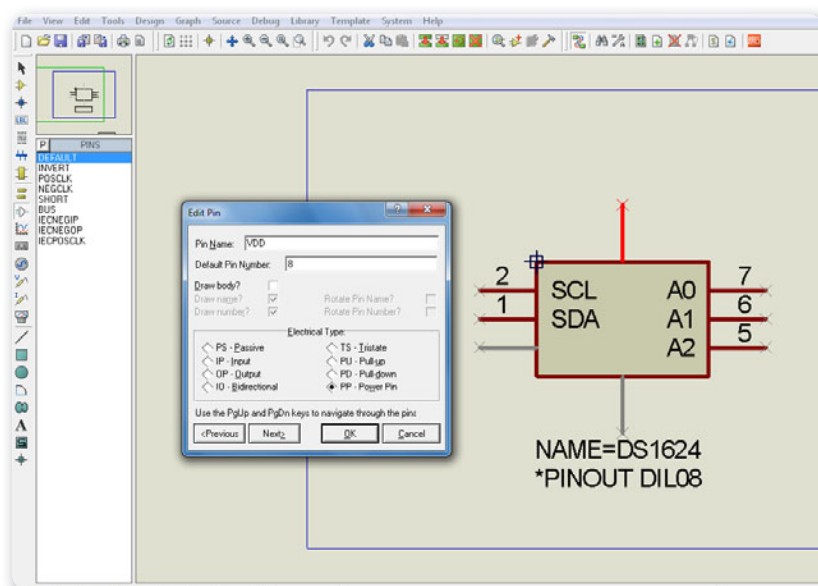 File View Edit Tools Design Graph Source Debug Library Template System Help
P PINS
DEFAULT
INVERT
POSCLK
NEGCLK
SHORT
BUS
IECNEGIP
IECNEGOP
IECPOSCLK
LBL
A
Edit Pin
Pin Name: VDD
Default Pin Number: 8
Draw body?
Draw name? Rotate Pin Name?
Draw number? Rotate Pin Number?
Electrical Type:
PS - Passive TS - Tristate
IP - Input PU - Pull-up
OP - Output PD - Pull-down
IO - Bidirectional PP - Power Pin
Use the PgUp and PgDn keys to navigate through the pins
<Previous Next> OK Cancel
2 SCL A0 7
1 SDA A1 6
A2 5
NAME=DS1624
*PINOUT DIL08